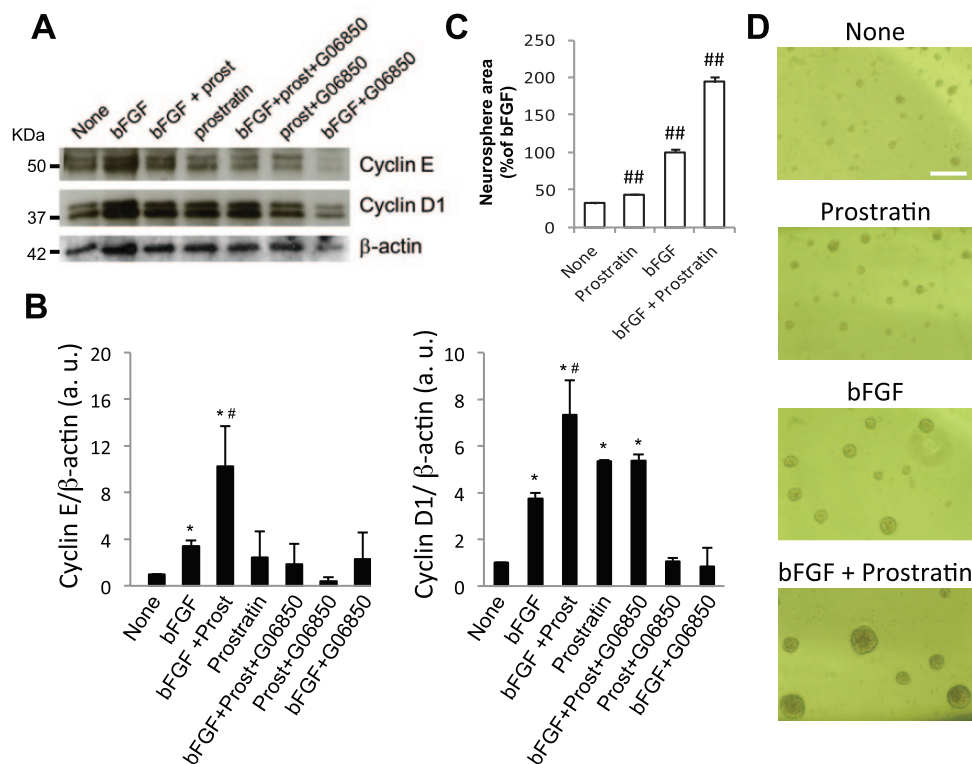 A
None
bFGF
bFGF + prost
prostratin
bFGF+prost+G06850
prost+G06850
bFGF+G06850
KDa
50
Cyclin E
37
Cyclin D1
42
β-actin
B
Cyclin E/β-actin (a. u.)
20
16
12
8
4
0
*
* #
None
bFGF
bFGF +Prost
Prostratin
bFGF+Prost+G06850
Prost+G06850
bFGF+G06850
Cyclin D1/ β-actin (a. u.)
10
8
6
4
2
0
*
* #
*
*
None
bFGF
bFGF +Prost
Prostratin
bFGF+Prost+G06850
Prost+G06850
bFGF+G06850
C
Neurosphere area
(%of bFGF)
250
200
150
100
50
0
##
##
##
None
Prostratin
bFGF
bFGF + Prostratin
D
None
Prostratin
bFGF
bFGF + Prostratin